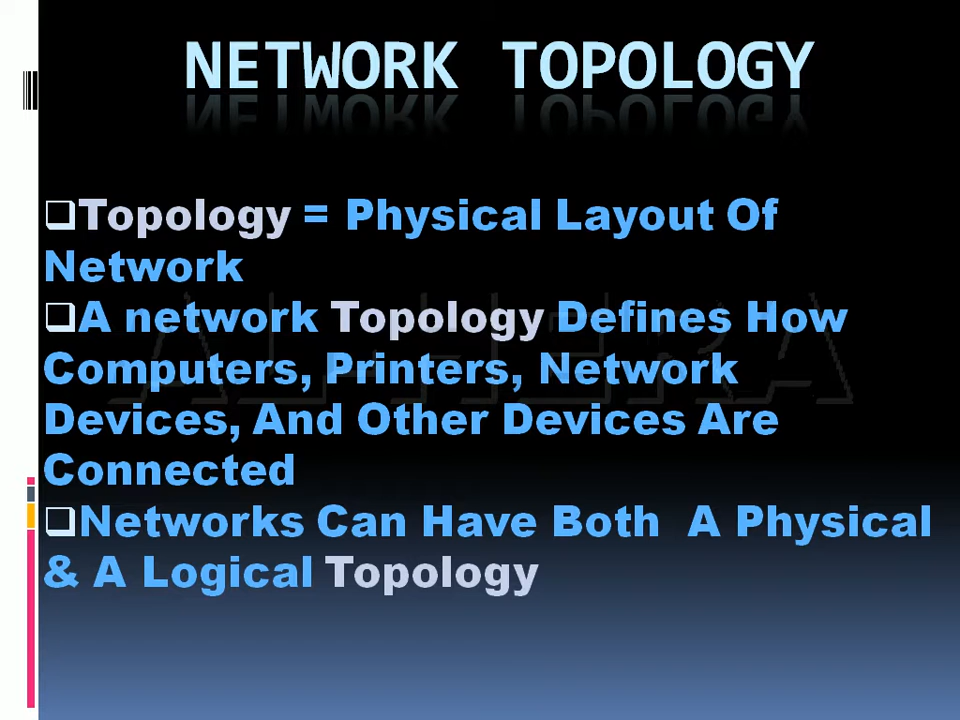 NETWORK TOPOLOGY
❑Topology = Physical Layout Of
Network
❑A network Topology Defines How
Computers, Printers, Network
Devices, And Other Devices Are
Connected
❑Networks Can Have Both A Physical
& A Logical Topology